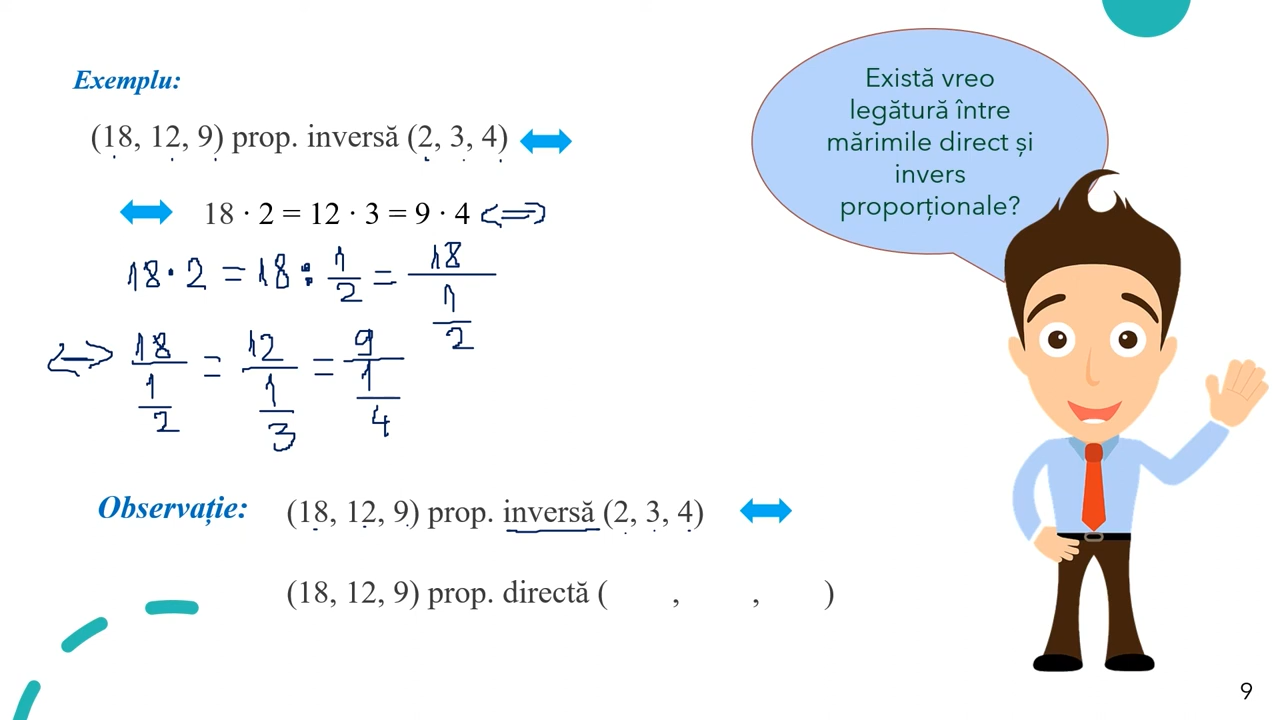 Exemplu:
(18, 12, 9) prop. inversă (2, 3, 4)
18 · 2 = 12 · 3 = 9 · 4 <=>
18 · 2 = 18 : 1/2 = 18/(1/2)
<=> 18/(1/2) = 12/(1/3) = 9/(1/4)
Observație: (18, 12, 9) prop. inversă (2, 3, 4)
(18, 12, 9) prop. directă ( , , )
Există vreo
legătură între
mărimile direct și
invers
proporționale?
9